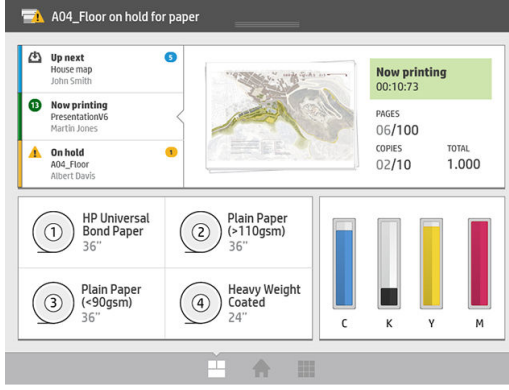 A04_Floor on hold for paper
Up next
5
House map
John Smith
13
Now printing
PresentationV6
Martin Jones
On hold
1
A04_Floor
Albert Davis
Now printing
00:10:73
PAGES
06/100
COPIES
TOTAL
02/10
1.000
1
HP Universal
Bond Paper
36"
2
Plain Paper
(>110gsm)
36"
3
Plain Paper
(<90gsm)
36"
4
Heavy Weight
Coated
24"
C
K
Y
M